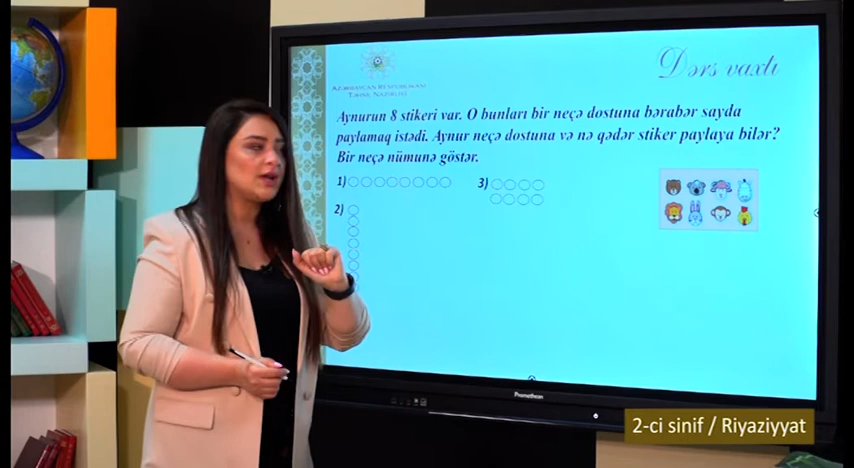 Dərs vaxtı
AZƏRBAYCAN RESPUBLİKASI
TƏHSİL NAZİRLİYİ
Aynurun 8 stikeri var. O bunları bir neçə dostuna bərabər sayda
paylamaq istədi. Aynur neçə dostuna və nə qədər stiker paylaya bilər?
Bir neçə nümunə göstər.
1)
3)
2)
Promethean
2-ci sinif / Riyaziyyat